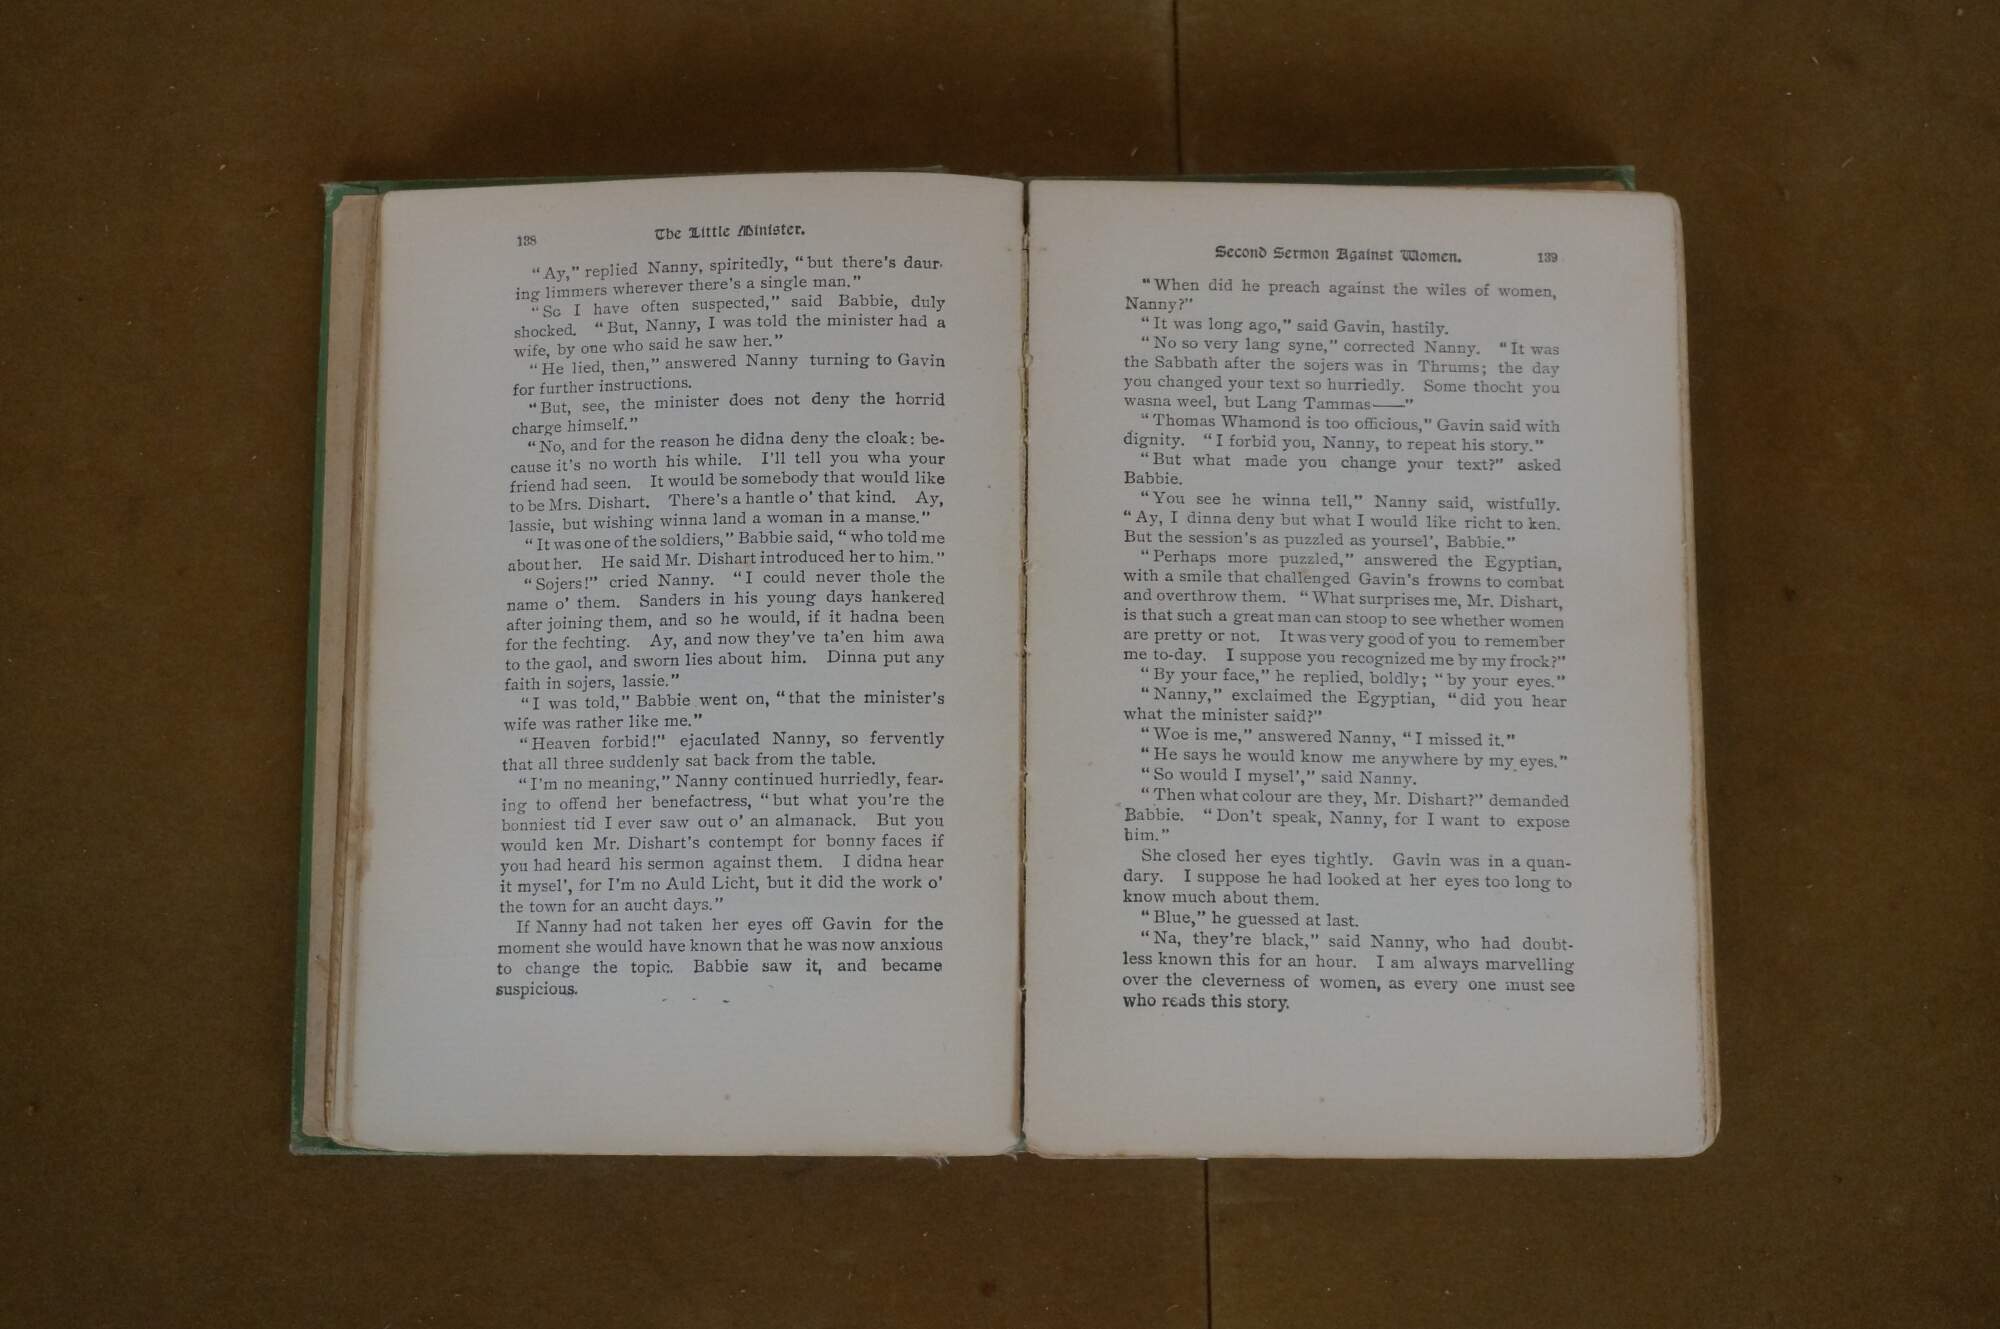 138
The Little Minister.
“Ay,” replied Nanny, spiritedly, “but there's daur-
ing limmers wherever there's a single man.”
“So I have often suspected,” said Babbie, duly
shocked. “But, Nanny, I was told the minister had a
wife, by one who said he saw her.”
“He lied, then,” answered Nanny turning to Gavin
for further instructions.
“But, see, the minister does not deny the horrid
charge himself.”
“No, and for the reason he didna deny the cloak: be-
cause it's no worth his while. I'll tell you wha your
friend had seen. It would be somebody that would like
to be Mrs. Dishart. There's a hantle o' that kind. Ay,
lassie, but wishing winna land a woman in a manse.”
“It was one of the soldiers,” Babbie said, “who told me
about her. He said Mr. Dishart introduced her to him.”
“Sojers!” cried Nanny. “I could never thole the
name o' them. Sanders in his young days hankered
after joining them, and so he would, if it hadna been
for the fechting. Ay, and now they've ta'en him awa
to the gaol, and sworn lies about him. Dinna put any
faith in sojers, lassie.”
“I was told,” Babbie went on, “that the minister's
wife was rather like me.”
“Heaven forbid!” ejaculated Nanny, so fervently
that all three suddenly sat back from the table.
“I'm no meaning,” Nanny continued hurriedly, fear-
ing to offend her benefactress, “but what you're the
bonniest tid I ever saw out o' an almanack. But you
would ken Mr. Dishart's contempt for bonny faces if
you had heard his sermon against them. I didna hear
it mysel', for I'm no Auld Licht, but it did the work o'
the town for an aucht days.”
If Nanny had not taken her eyes off Gavin for the
moment she would have known that he was now anxious
to change the topic. Babbie saw it, and became
suspicious.
Second Sermon Against Women.
139
“When did he preach against the wiles of women,
Nanny?”
“It was long ago,” said Gavin, hastily.
“No so very lang syne,” corrected Nanny. “It was
the Sabbath after the sojers was in Thrums; the day
you changed your text so hurriedly. Some thocht you
wasna weel, but Lang Tammas——”
“Thomas Whamond is too officious,” Gavin said with
dignity. “I forbid you, Nanny, to repeat his story.”
“But what made you change your text?” asked
Babbie.
“You see he winna tell,” Nanny said, wistfully.
“Ay, I dinna deny but what I would like richt to ken.
But the session's as puzzled as yoursel', Babbie.”
“Perhaps more puzzled,” answered the Egyptian,
with a smile that challenged Gavin's frowns to combat
and overthrow them. “What surprises me, Mr. Dishart,
is that such a great man can stoop to see whether women
are pretty or not. It was very good of you to remember
me to-day. I suppose you recognized me by my frock?”
“By your face,” he replied, boldly; “by your eyes.”
“Nanny,” exclaimed the Egyptian, “did you hear
what the minister said?”
“Woe is me,” answered Nanny, “I missed it.”
“He says he would know me anywhere by my eyes.”
“So would I mysel',” said Nanny.
“Then what colour are they, Mr. Dishart?” demanded
Babbie. “Don't speak, Nanny, for I want to expose
him.”
She closed her eyes tightly. Gavin was in a quan-
dary. I suppose he had looked at her eyes too long to
know much about them.
“Blue,” he guessed at last.
“Na, they're black,” said Nanny, who had doubt-
less known this for an hour. I am always marvelling
over the cleverness of women, as every one must see
who reads this story.